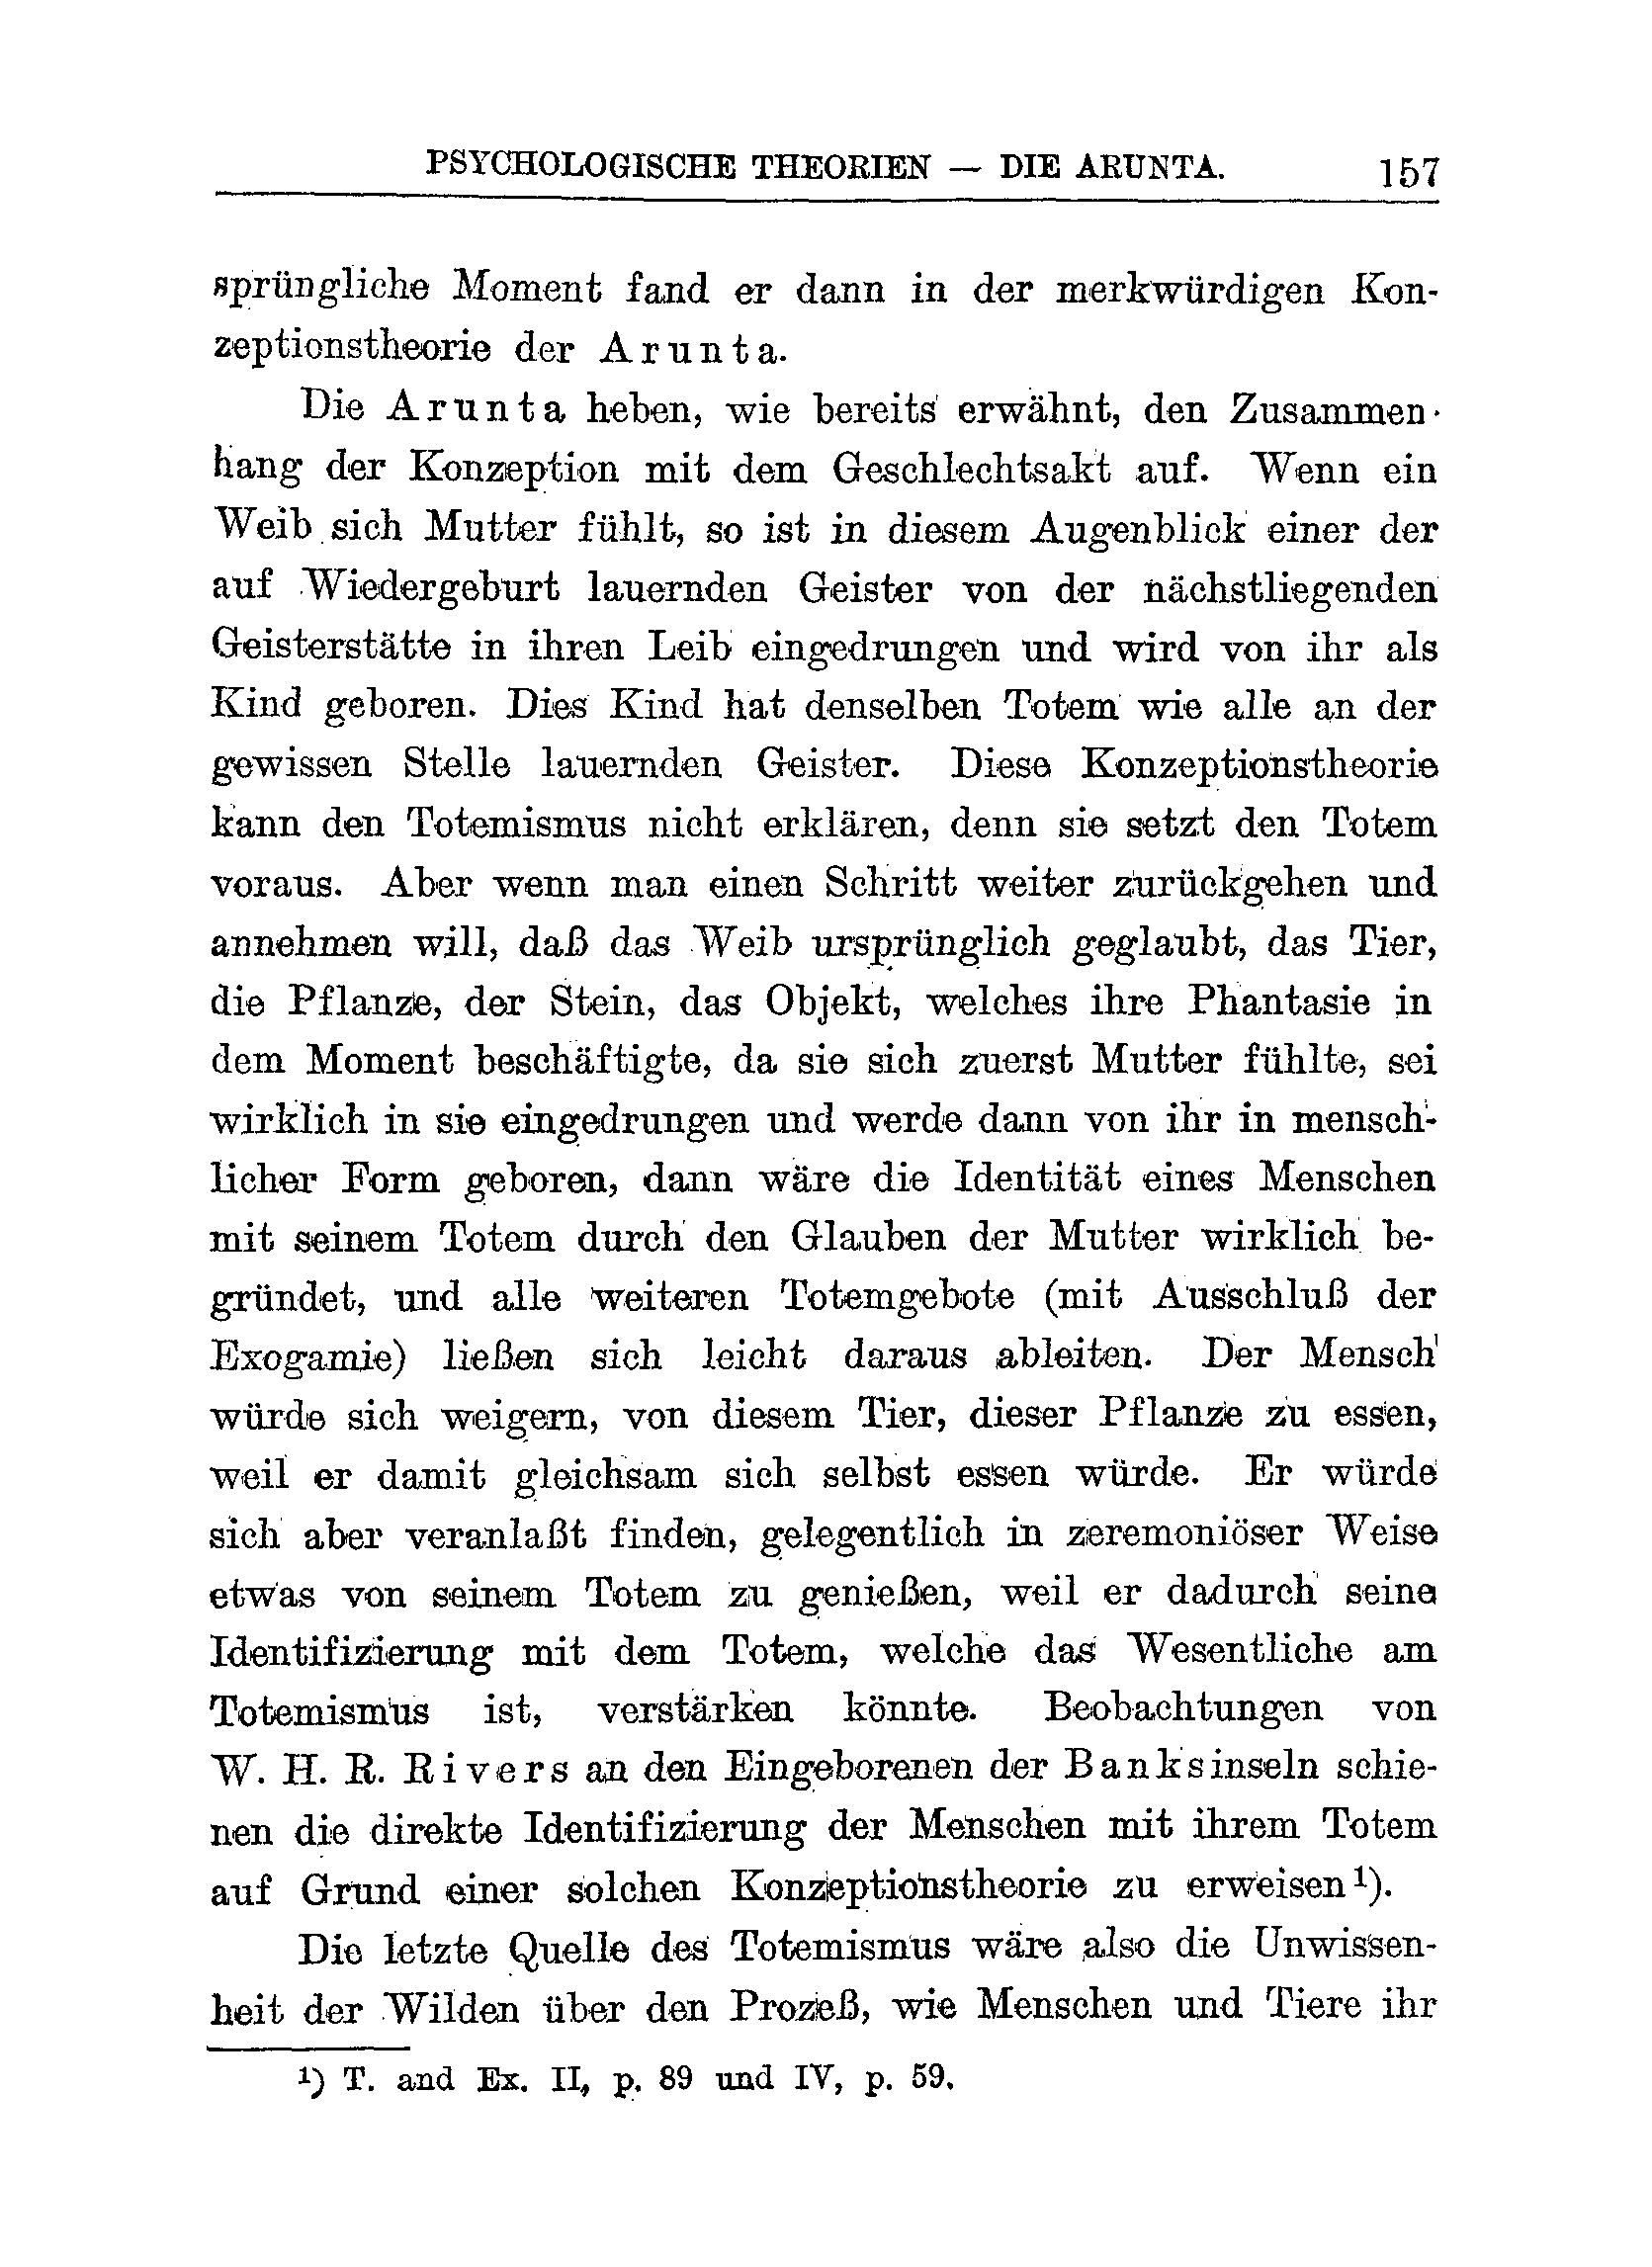 PSYCHOLOGISCHE THEORIEN — DIE ARUNTA. 157
sprüngliche Moment fand er dann in der merkwürdigen Kon-
zeptionstheorie der Arunta.
Die Arunta heben, wie bereits erwähnt, den Zusammen-
hang der Konzeption mit dem Geschlechtsakt auf. Wenn ein
Weib sich Mutter fühlt, so ist in diesem Augenblick einer der
auf Wiedergeburt lauernden Geister von der nächstliegenden
Geisterstätte in ihren Leib eingedrungen und wird von ihr als
Kind geboren. Dies Kind hat denselben Totem wie alle an der
gewissen Stelle lauernden Geister. Diese Konzeptionstheorie
kann den Totemismus nicht erklären, denn sie setzt den Totem
voraus. Aber wenn man einen Schritt weiter zurückgehen und
annehmen will, daß das Weib ursprünglich geglaubt, das Tier,
die Pflanze, der Stein, das Objekt, welches ihre Phantasie in
dem Moment beschäftigte, da sie sich zuerst Mutter fühlte, sei
wirklich in sie eingedrungen und werde dann von ihr in mensch-
licher Form geboren, dann wäre die Identität eines Menschen
mit seinem Totem durch den Glauben der Mutter wirklich be-
gründet, und alle weiteren Totemgebote (mit Ausschluß der
Exogamie) ließen sich leicht daraus ableiten. Der Mensch
würde sich weigern, von diesem Tier, dieser Pflanze zu essen,
weil er damit gleichsam sich selbst essen würde. Er würde
sich aber veranlaßt finden, gelegentlich in zeremoniöser Weise
etwas von seinem Totem zu genießen, weil er dadurch seine
Identifizierung mit dem Totem, welche das Wesentliche am
Totemismus ist, verstärken könnte. Beobachtungen von
W. H. R. Rivers an den Eingeborenen der Banksinseln schie-
nen die direkte Identifizierung der Menschen mit ihrem Totem
auf Grund einer solchen Konzeptionstheorie zu erweisen¹).
Die letzte Quelle des Totemismus wäre also die Unwissen-
heit der Wilden über den Prozeß, wie Menschen und Tiere ihr
¹) T. and Ex. II, p. 89 und IV, p. 59.